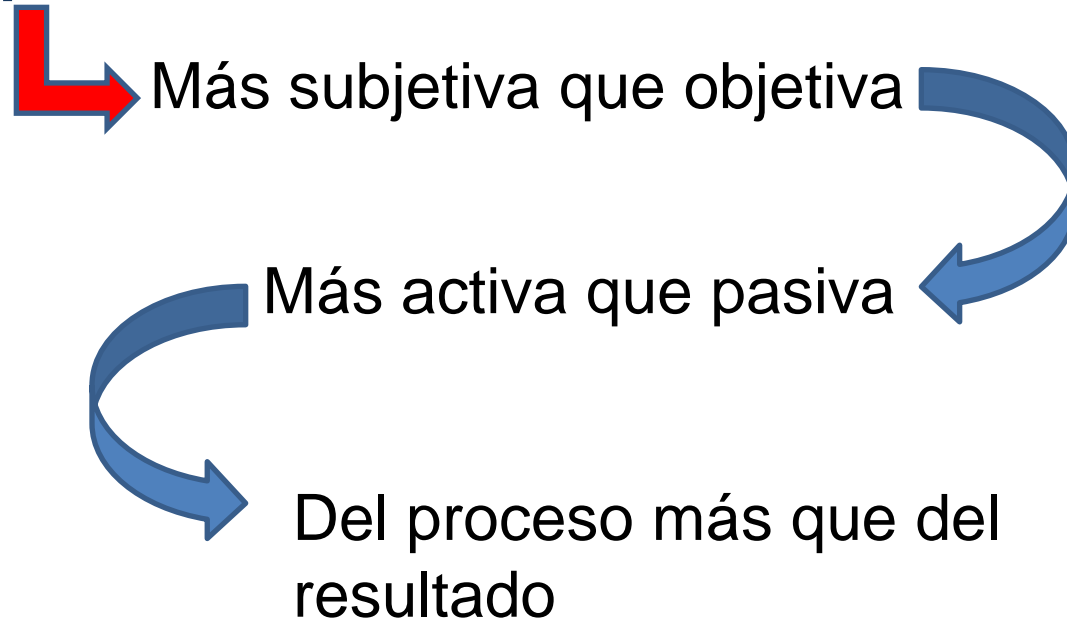 Más subjetiva que objetiva
Más activa que pasiva
Del proceso más que del
resultado